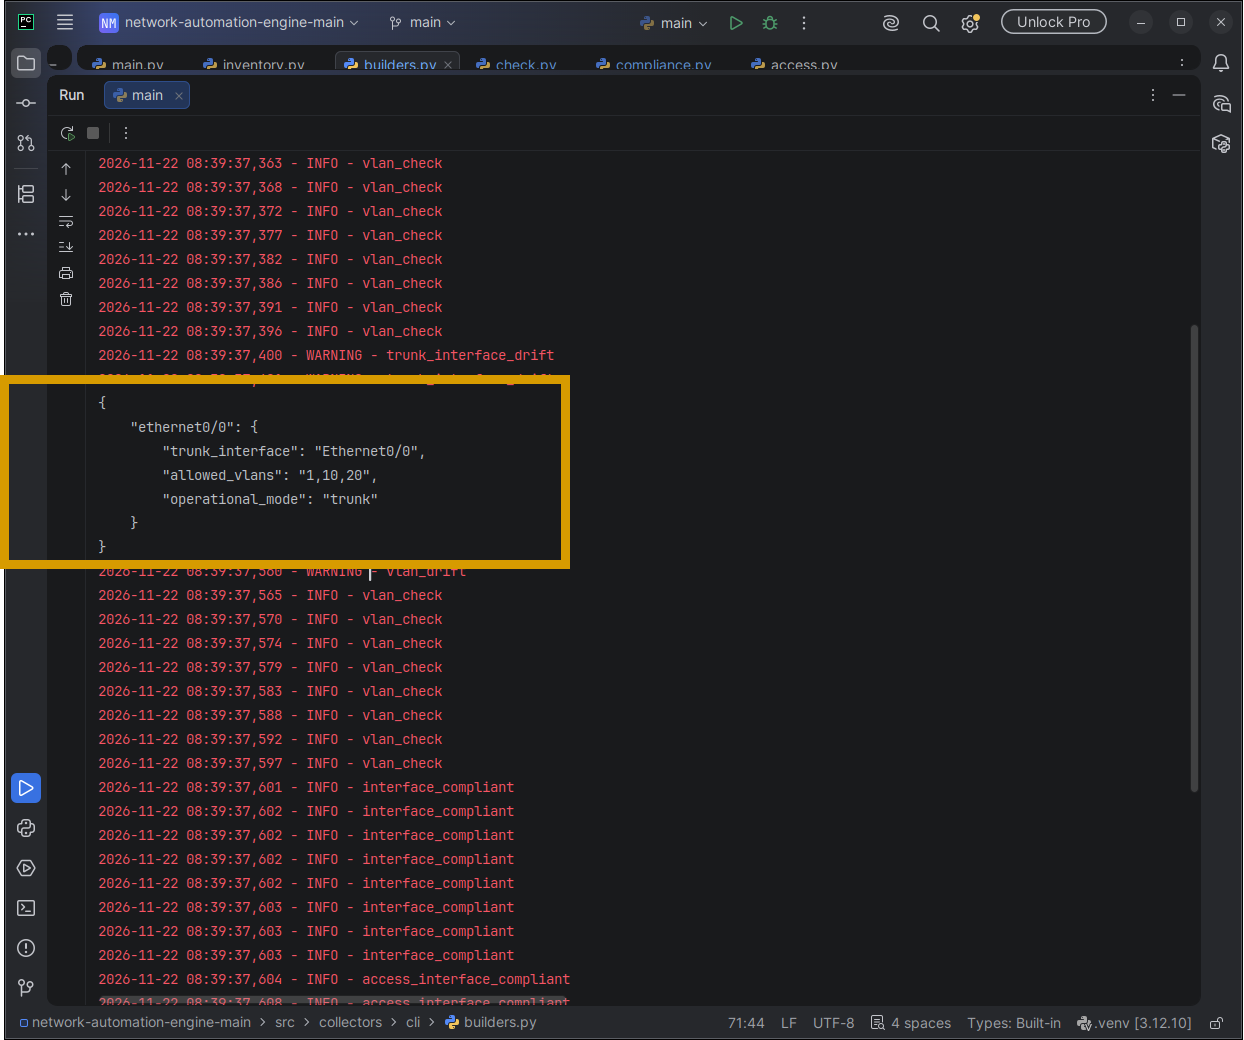 PC
NM network-automation-engine-main main main Unlock Pro
main.py inventory.py builders.py check.py compliance.py access.py
Run main
2026-11-22 08:39:37,363 - INFO - vlan_check
2026-11-22 08:39:37,368 - INFO - vlan_check
2026-11-22 08:39:37,372 - INFO - vlan_check
2026-11-22 08:39:37,377 - INFO - vlan_check
2026-11-22 08:39:37,382 - INFO - vlan_check
2026-11-22 08:39:37,386 - INFO - vlan_check
2026-11-22 08:39:37,391 - INFO - vlan_check
2026-11-22 08:39:37,396 - INFO - vlan_check
2026-11-22 08:39:37,400 - WARNING - trunk_interface_drift
{
    "ethernet0/0": {
        "trunk_interface": "Ethernet0/0",
        "allowed_vlans": "1,10,20",
        "operational_mode": "trunk"
    }
}
2026-11-22 08:39:37,560 - WARNING - vlan_drift
2026-11-22 08:39:37,565 - INFO - vlan_check
2026-11-22 08:39:37,570 - INFO - vlan_check
2026-11-22 08:39:37,574 - INFO - vlan_check
2026-11-22 08:39:37,579 - INFO - vlan_check
2026-11-22 08:39:37,583 - INFO - vlan_check
2026-11-22 08:39:37,588 - INFO - vlan_check
2026-11-22 08:39:37,592 - INFO - vlan_check
2026-11-22 08:39:37,597 - INFO - vlan_check
2026-11-22 08:39:37,601 - INFO - interface_compliant
2026-11-22 08:39:37,602 - INFO - interface_compliant
2026-11-22 08:39:37,602 - INFO - interface_compliant
2026-11-22 08:39:37,602 - INFO - interface_compliant
2026-11-22 08:39:37,602 - INFO - interface_compliant
2026-11-22 08:39:37,603 - INFO - interface_compliant
2026-11-22 08:39:37,603 - INFO - interface_compliant
2026-11-22 08:39:37,603 - INFO - interface_compliant
2026-11-22 08:39:37,604 - INFO - access_interface_compliant
2026-11-22 08:39:37,608 - INFO - access_interface_compliant
network-automation-engine-main > src > collectors > cli > builders.py 71:44 LF UTF-8 4 spaces Types: Built-in .venv [3.12.10]